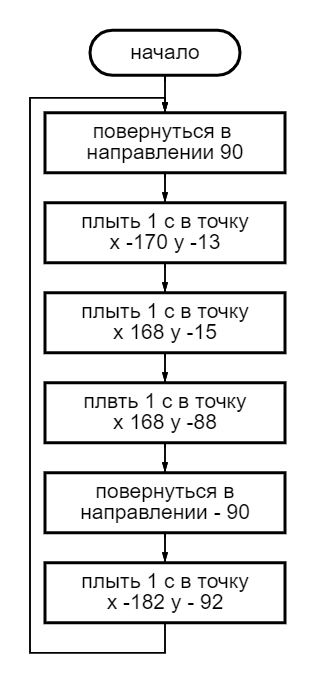 начало
повернуться в
направлении 90
плыть 1 с в точку
x -170 y -13
плыть 1 с в точку
x 168 y -15
плвть 1 с в точку
x 168 y -88
повернуться в
направлении - 90
плыть 1 с в точку
x -182 y - 92